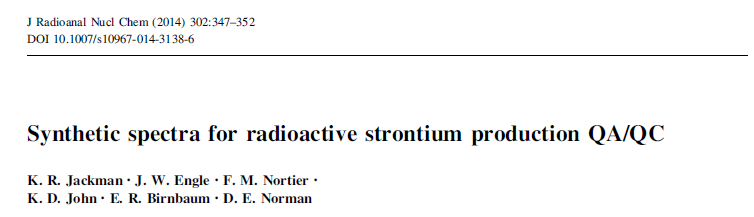 J Radioanal Nucl Chem (2014) 302:347–352
DOI 10.1007/s10967-014-3138-6
Synthetic spectra for radioactive strontium production QA/QC
K. R. Jackman · J. W. Engle · F. M. Nortier ·
K. D. John · E. R. Birnbaum · D. E. Norman